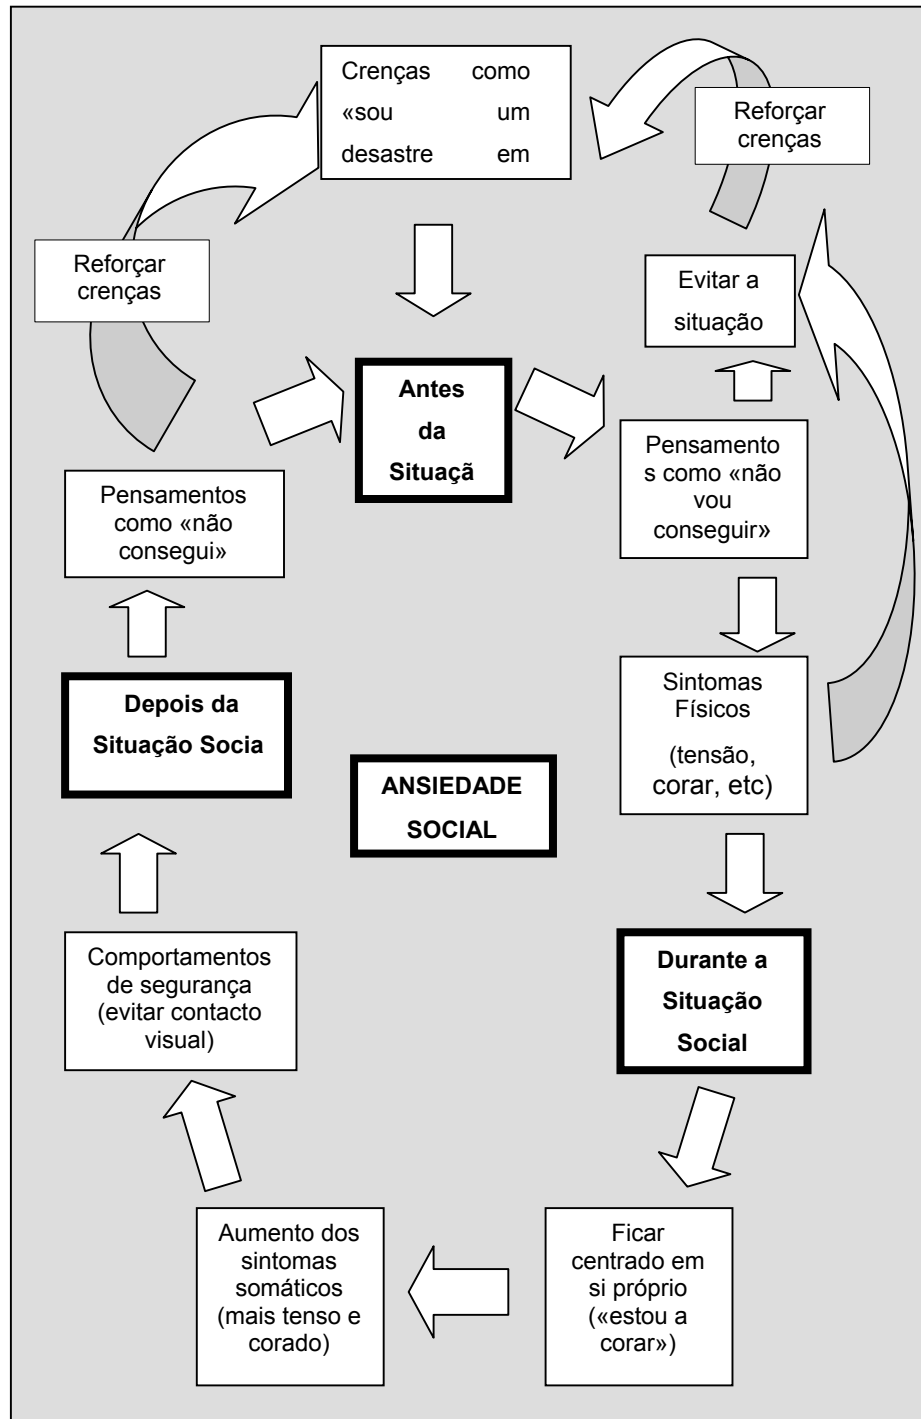 Crenças como
«sou um
desastre em
Reforçar
crenças
Reforçar
crenças
Evitar a
situação
Antes
da
Situaçã
Pensamento
s como «não
vou
conseguir»
Pensamentos
como «não
consegui»
Sintomas
Físicos
(tensão,
corar, etc)
Depois da
Situação Socia
ANSIEDADE
SOCIAL
Durante a
Situação
Social
Comportamentos
de segurança
(evitar contacto
visual)
Ficar
centrado em
si próprio
(«estou a
corar»)
Aumento dos
sintomas
somáticos
(mais tenso e
corado)